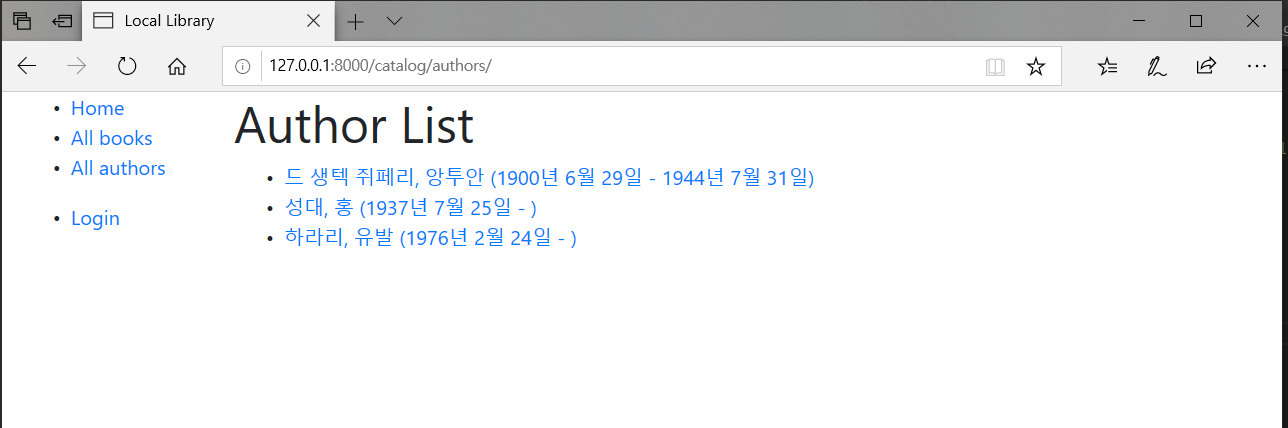 Local Library
127.0.0.1:8000/catalog/authors/
Home
All books
All authors
Login
Author List
드 생텍 쥐페리, 앙투안 (1900년 6월 29일 - 1944년 7월 31일)
성대, 홍 (1937년 7월 25일 - )
하라리, 유발 (1976년 2월 24일 - )